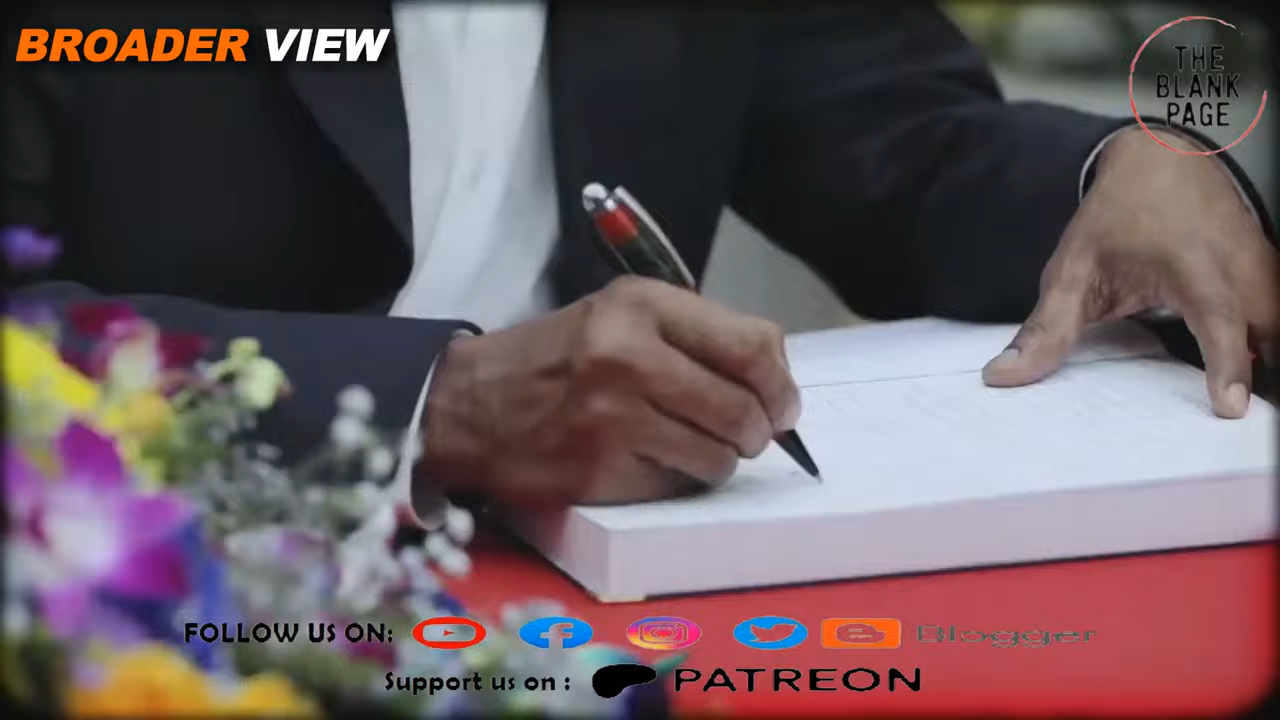 BROADER VIEW
THE
BLANK
PAGE
FOLLOW US ON:
Blogger
Support us on :
PATREON